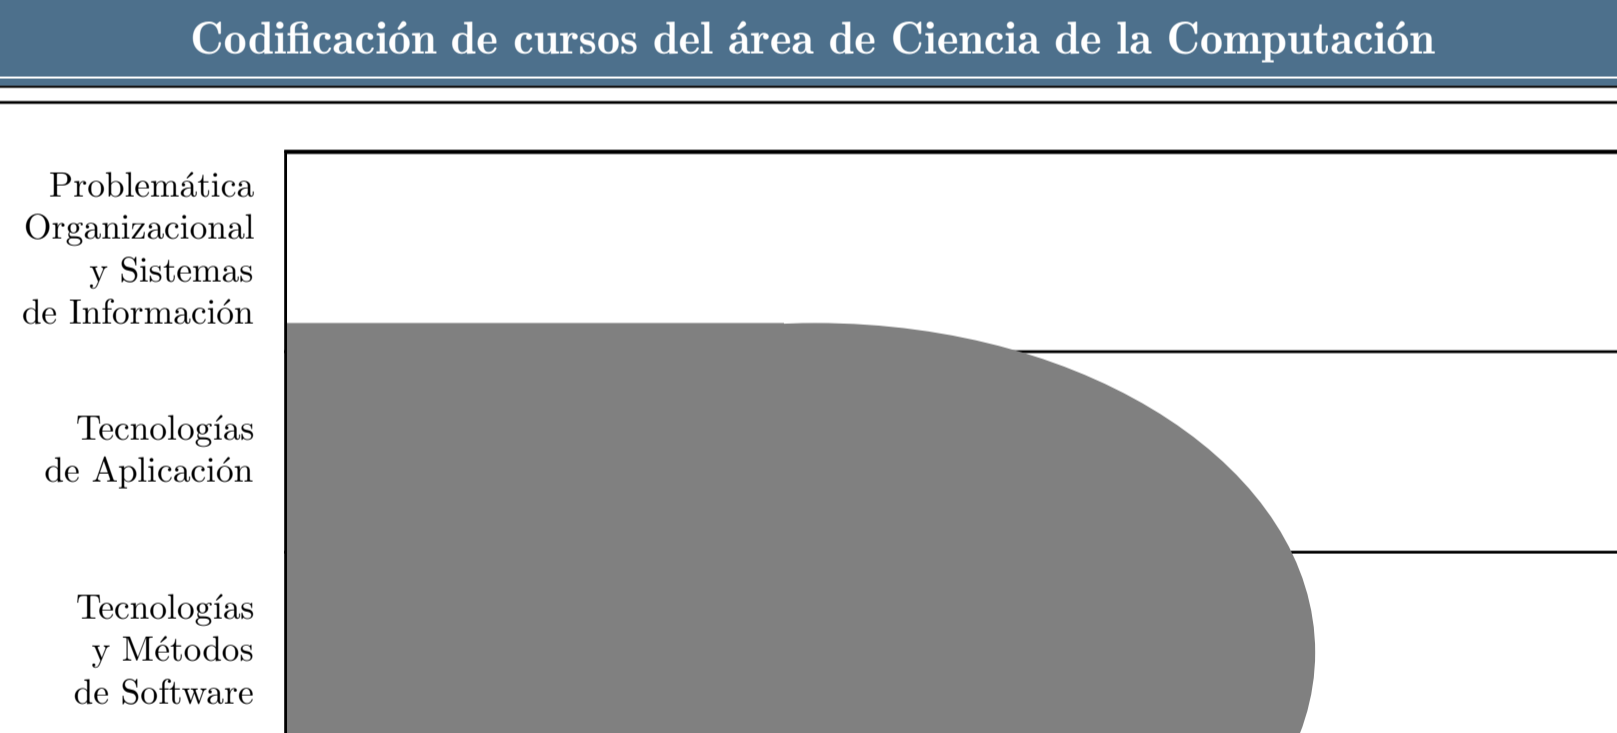 Codificación de cursos del área de Ciencia de la Computación
Problemática
Organizacional
y Sistemas
de Información
Tecnologías
de Aplicación
Tecnologías
y Métodos
de Software